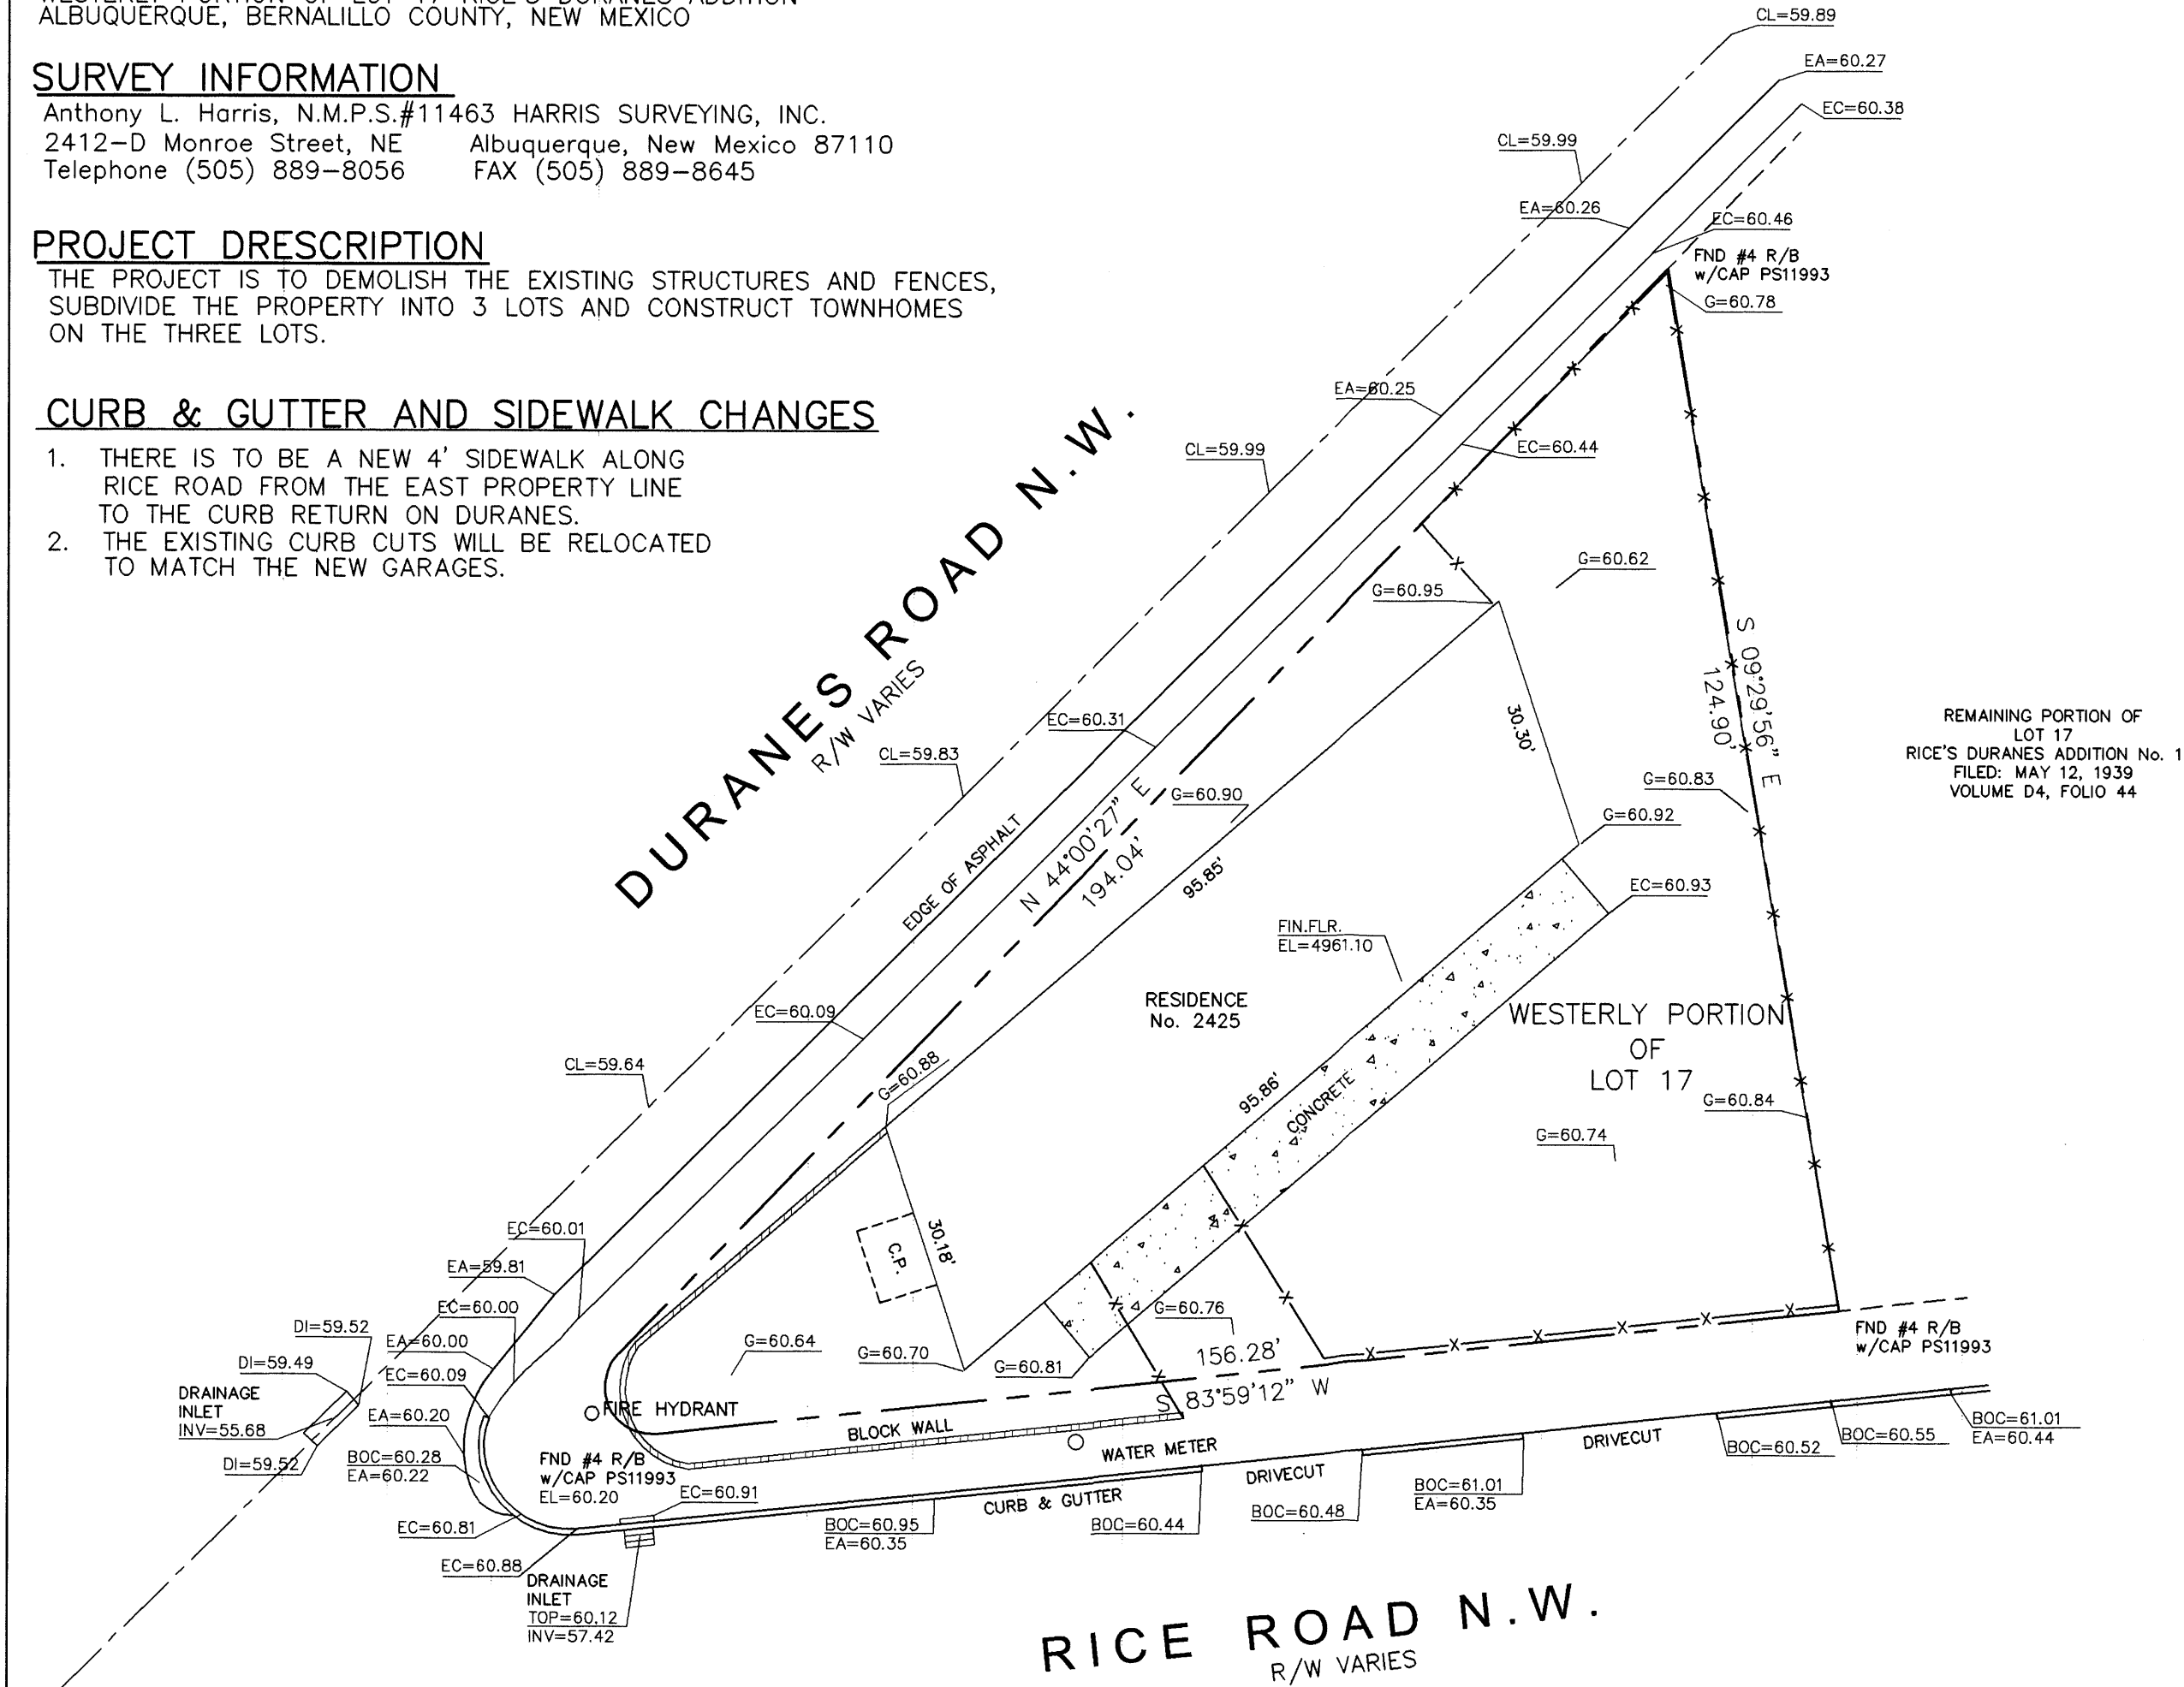 WESTERLY PORTION OF LOT 17 RICE'S DURANES ADDITION
ALBUQUERQUE, BERNALILLO COUNTY, NEW MEXICO
SURVEY INFORMATION
Anthony L. Harris, N.M.P.S.#11463 HARRIS SURVEYING, INC.
2412-D Monroe Street, NE Albuquerque, New Mexico 87110
Telephone (505) 889-8056 FAX (505) 889-8645
PROJECT DRESCRIPTION
THE PROJECT IS TO DEMOLISH THE EXISTING STRUCTURES AND FENCES,
SUBDIVIDE THE PROPERTY INTO 3 LOTS AND CONSTRUCT TOWNHOMES
ON THE THREE LOTS.
CURB & GUTTER AND SIDEWALK CHANGES
1. THERE IS TO BE A NEW 4' SIDEWALK ALONG
RICE ROAD FROM THE EAST PROPERTY LINE
TO THE CURB RETURN ON DURANES.
2. THE EXISTING CURB CUTS WILL BE RELOCATED
TO MATCH THE NEW GARAGES.
CL=59.89
EA=60.27
EC=60.38
CL=59.99
EA=60.26
EC=60.46
FND #4 R/B
w/CAP PS11993
G=60.78
EA=60.25
EC=60.44
CL=59.99
DURANES ROAD N.W.
R/W VARIES
G=60.62
G=60.95
S 09°29'56" E
124.90'
30.30'
EC=60.31
CL=59.83
REMAINING PORTION OF
LOT 17
RICE'S DURANES ADDITION No. 1
FILED: MAY 12, 1939
VOLUME D4, FOLIO 44
G=60.83
G=60.90
G=60.92
EDGE OF ASPHALT
N 44°00'27" E
194.04'
95.85'
EC=60.93
FIN.FLR.
EL=4961.10
RESIDENCE
No. 2425
WESTERLY PORTION
OF
LOT 17
EC=60.09
CL=59.64
G=60.88
95.86'
CONCRETE
G=60.84
G=60.74
EC=60.01
30.18'
C.P.
EA=59.81
EC=60.00
G=60.76
DI=59.52
EA=60.00
G=60.64
G=60.70
G=60.81
156.28'
S 83°59'12" W
FND #4 R/B
w/CAP PS11993
DI=59.49
EC=60.09
DRAINAGE
INLET
INV=55.68
FIRE HYDRANT
EA=60.20
BLOCK WALL
WATER METER
DRIVECUT
BOC=61.01
EA=60.44
BOC=60.55
BOC=60.52
DI=59.52
BOC=60.28
EA=60.22
FND #4 R/B
w/CAP PS11993
EL=60.20
EC=60.91
DRIVECUT
BOC=61.01
EA=60.35
CURB & GUTTER
BOC=60.48
EC=60.81
BOC=60.95
EA=60.35
BOC=60.44
EC=60.88
DRAINAGE
INLET
TOP=60.12
INV=57.42
RICE ROAD N.W.
R/W VARIES